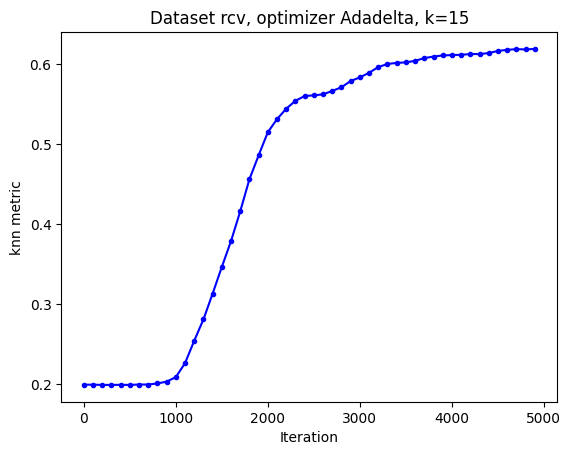 Dataset rcv, optimizer Adadelta, k=15
knn metric
0.6
0.5
0.4
0.3
0.2
0 1000 2000 3000 4000 5000
Iteration